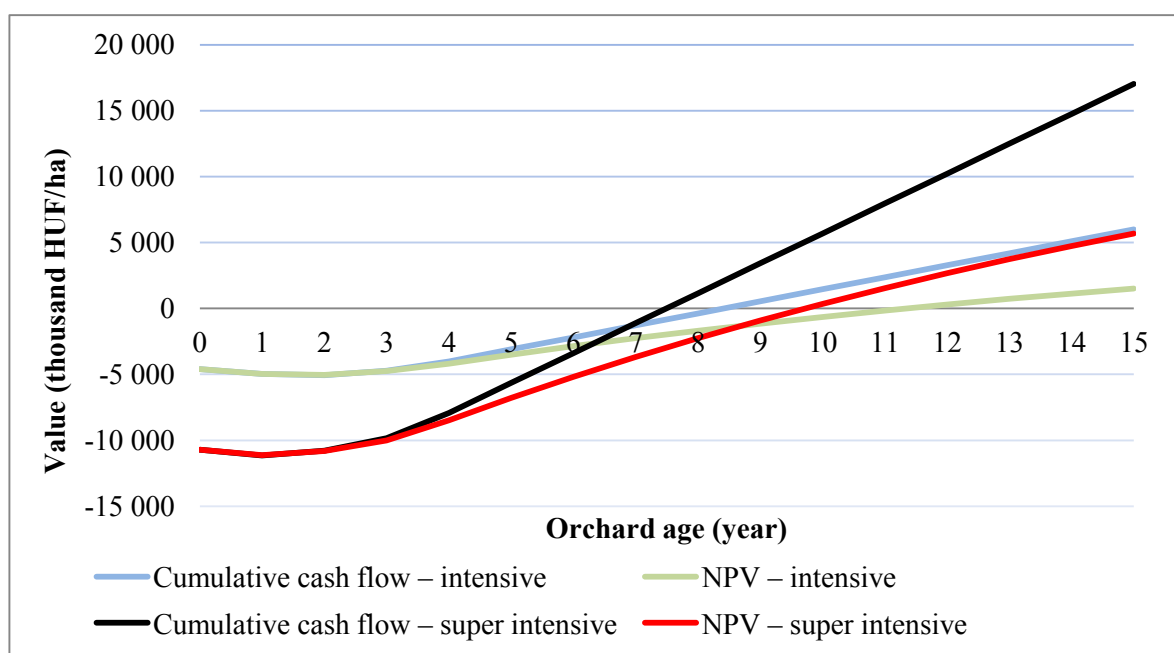 20 000
15 000
10 000
5 000
0
-5 000
-10 000
-15 000
Value (thousand HUF/ha)
0 1 2 3 4 5 6 7 8 9 10 11 12 13 14 15
Orchard age (year)
Cumulative cash flow – intensive
NPV – intensive
Cumulative cash flow – super intensive
NPV – super intensive